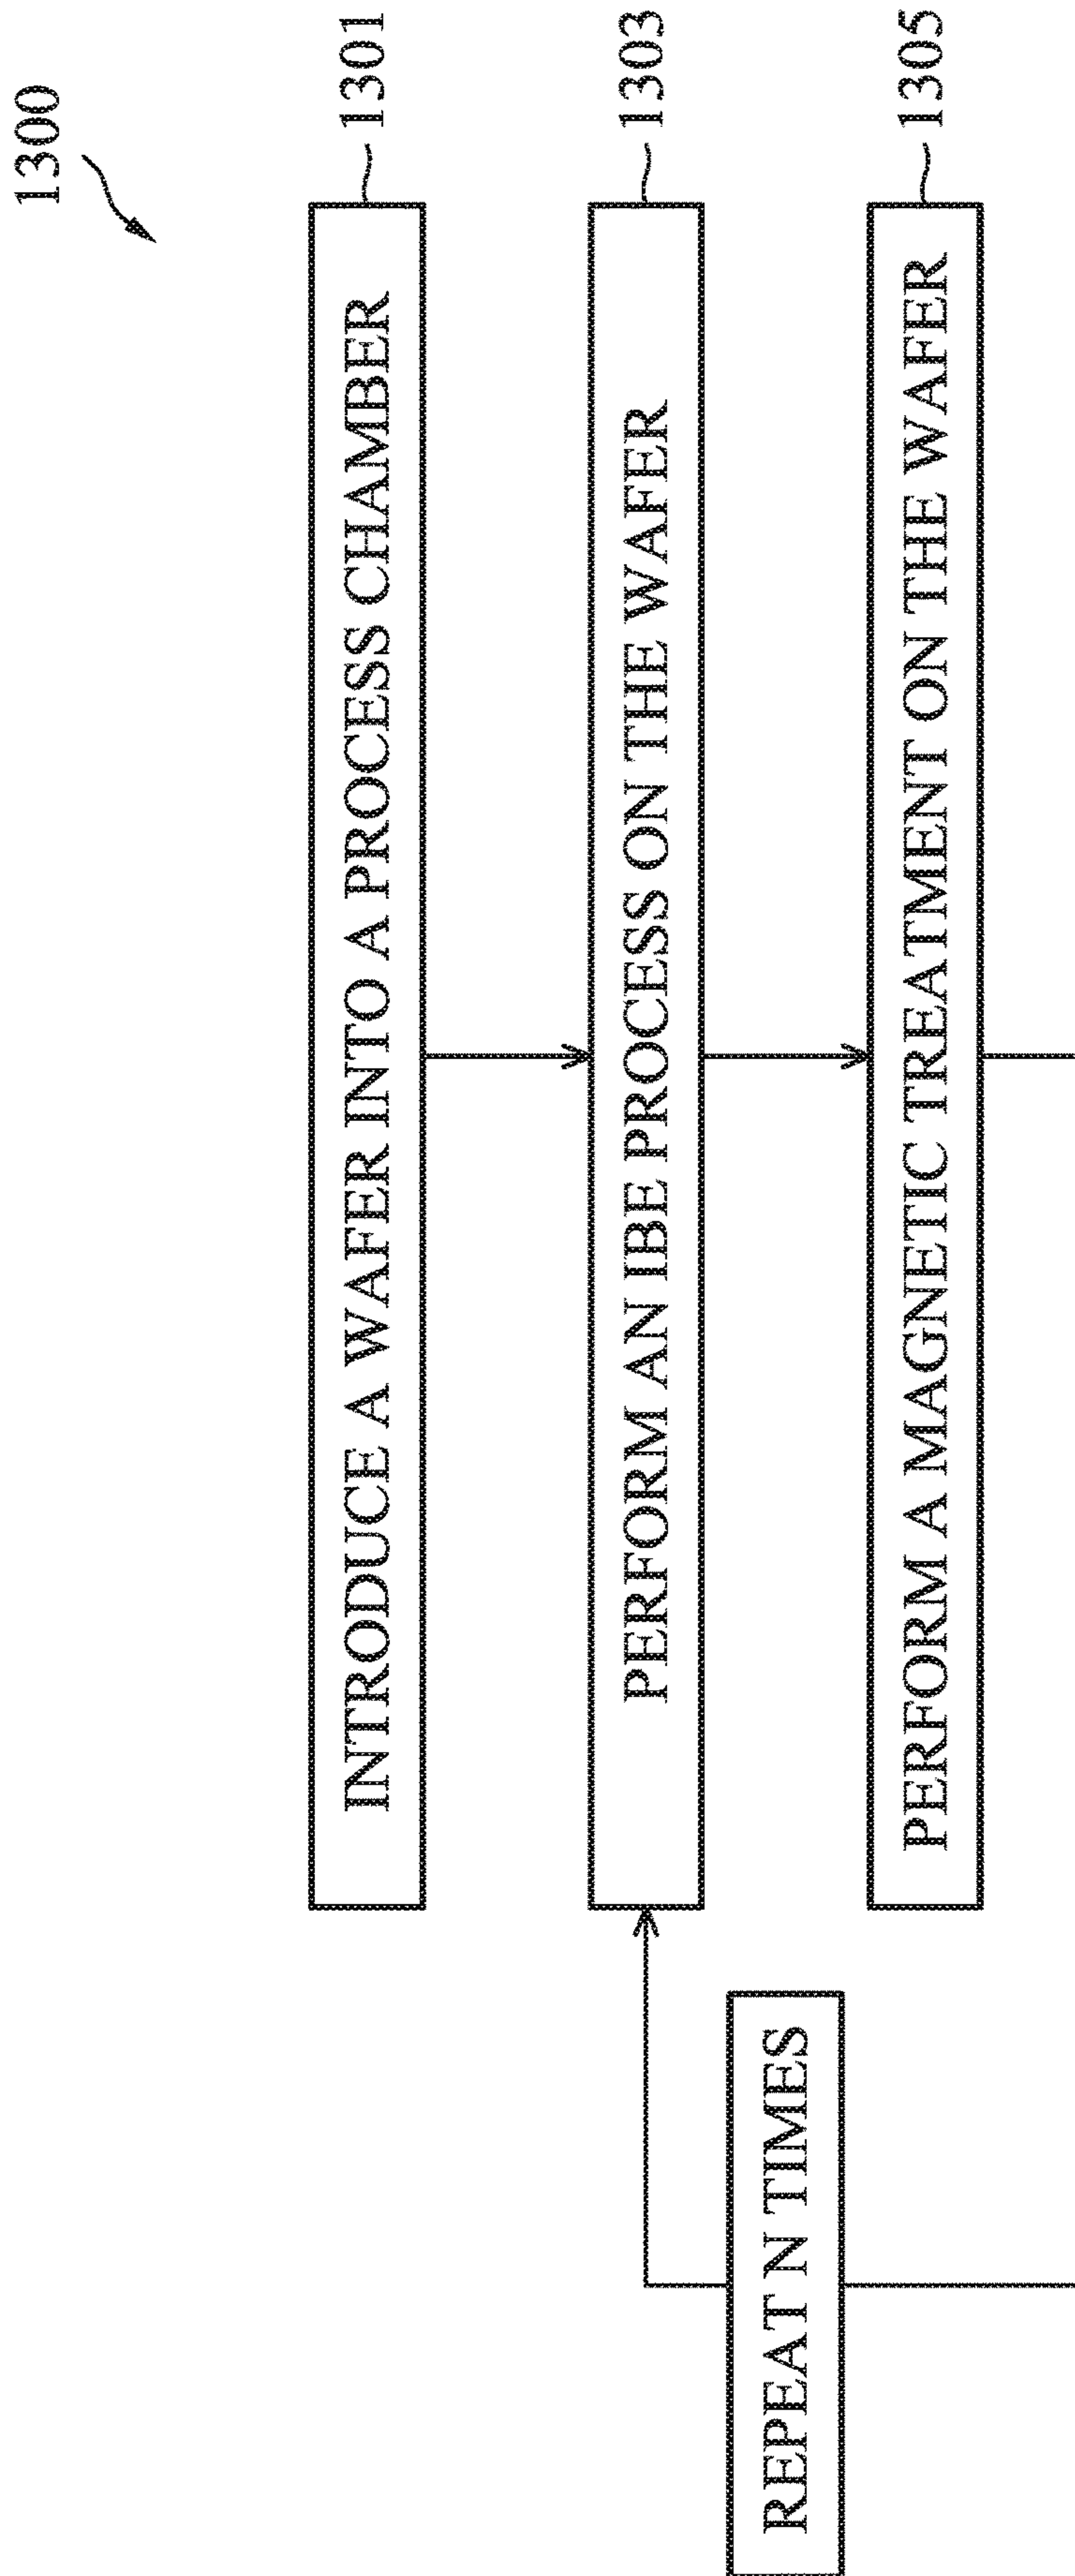 1300
INTRODUCE A WAFER INTO A PROCESS CHAMBER
1301
PERFORM AN IBE PROCESS ON THE WAFER
1303
REPEAT N TIMES
PERFORM A MAGNETIC TREATMENT ON THE WAFER
1305